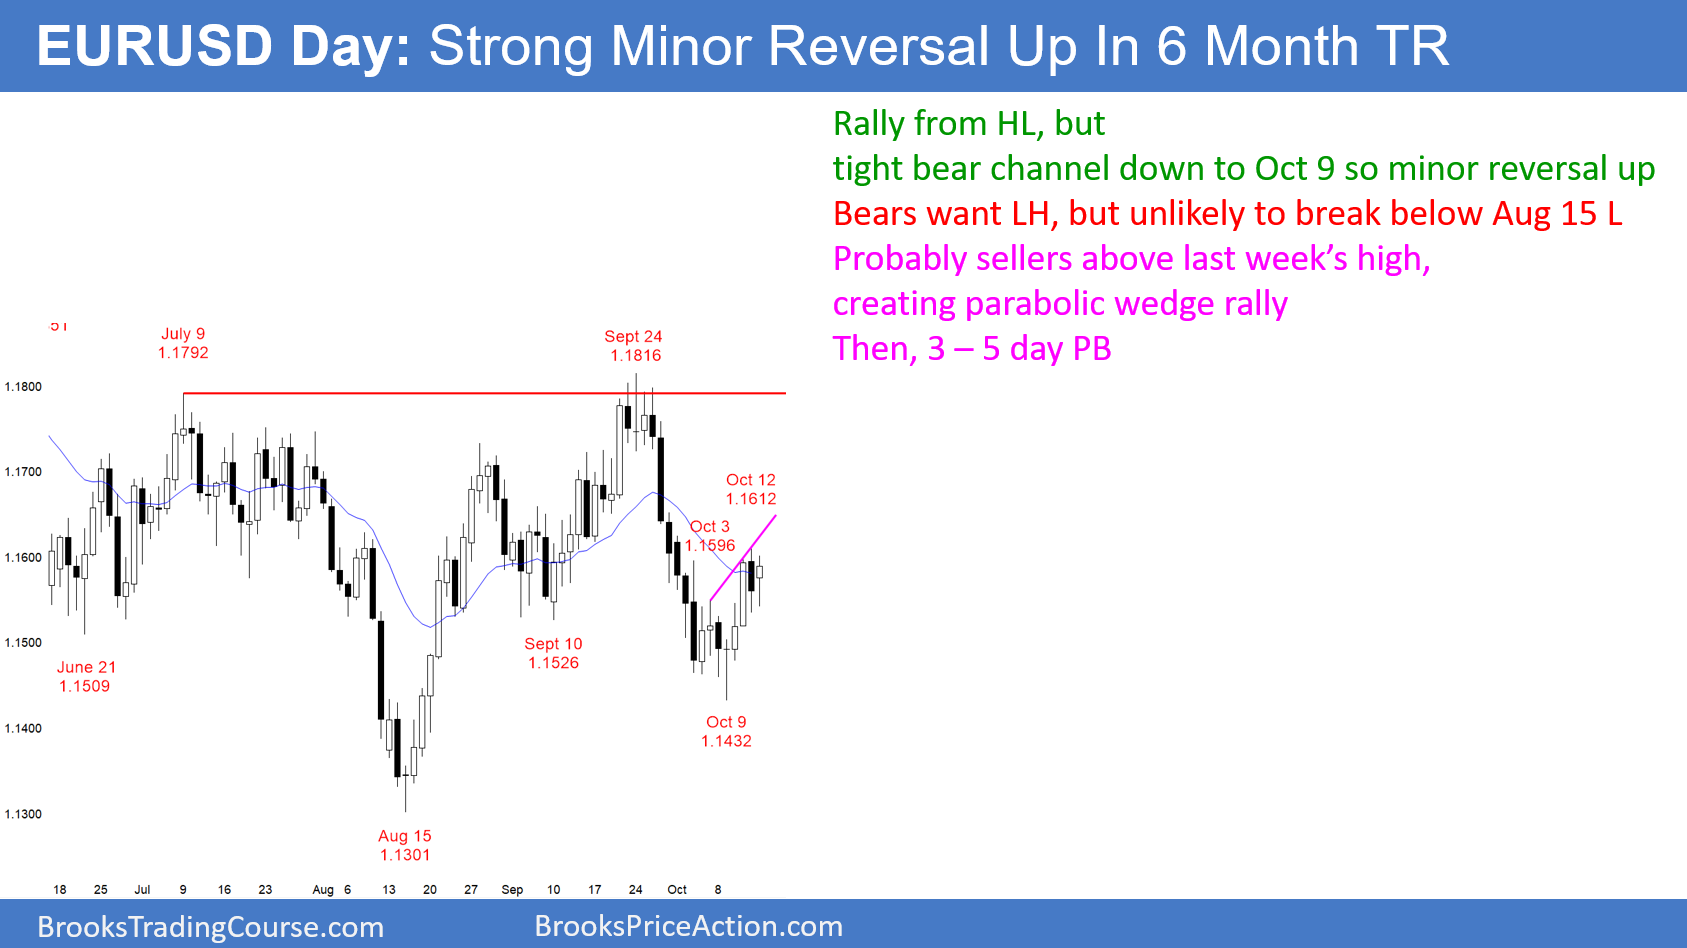 EURUSD Day: Strong Minor Reversal Up In 6 Month TR
Rally from HL, but
tight bear channel down to Oct 9 so minor reversal up
Bears want LH, but unlikely to break below Aug 15 L
Probably sellers above last week’s high,
creating parabolic wedge rally
Then, 3 – 5 day PB
July 9
1.1792
Sept 24
1.1816
1.1800
1.1700
Oct 12
1.1612
Oct 3
1.1596
1.1600
1.1500
June 21
1.1509
Sept 10
1.1526
1.1400
Oct 9
1.1432
1.1300
Aug 15
1.1301
18 25 Jul 9 16 23 Aug 6 13 20 27 Sep 10 17 24 Oct 8
BrooksTradingCourse.com
BrooksPriceAction.com